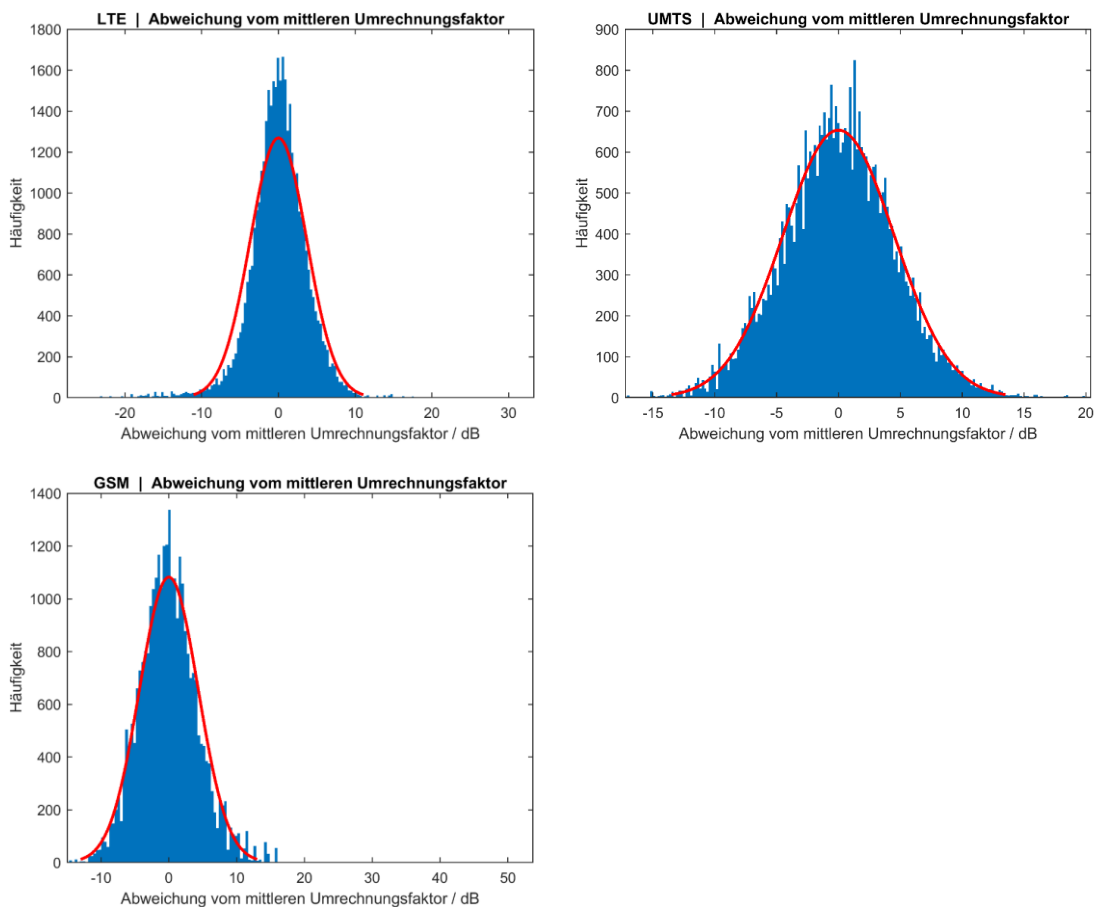 LTE | Abweichung vom mittleren Umrechnungsfaktor
1800
1600
1400
1200
1000
800
600
400
200
0
Häufigkeit
-20 -10 0 10 20 30
Abweichung vom mittleren Umrechnungsfaktor / dB
UMTS | Abweichung vom mittleren Umrechnungsfaktor
900
800
700
600
500
400
300
200
100
0
Häufigkeit
-15 -10 -5 0 5 10 15 20
Abweichung vom mittleren Umrechnungsfaktor / dB
GSM | Abweichung vom mittleren Umrechnungsfaktor
1400
1200
1000
800
600
400
200
0
Häufigkeit
-10 0 10 20 30 40 50
Abweichung vom mittleren Umrechnungsfaktor / dB